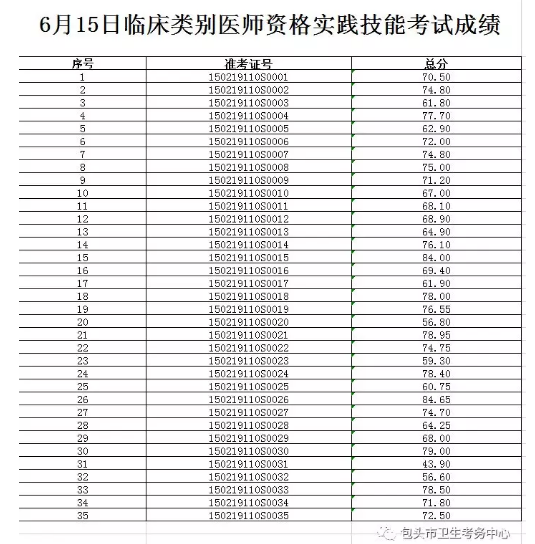 6月15日临床类别医师资格实践技能考试成绩
序号 准考证号 总分
1 150219110S0001 70.50
2 150219110S0002 74.80
3 150219110S0003 61.80
4 150219110S0004 77.70
5 150219110S0005 62.90
6 150219110S0006 72.00
7 150219110S0007 74.80
8 150219110S0008 75.00
9 150219110S0009 71.20
10 150219110S0010 67.00
11 150219110S0011 68.10
12 150219110S0012 68.90
13 150219110S0013 64.90
14 150219110S0014 76.10
15 150219110S0015 84.00
16 150219110S0016 69.40
17 150219110S0017 61.90
18 150219110S0018 78.00
19 150219110S0019 76.55
20 150219110S0020 56.80
21 150219110S0021 78.95
22 150219110S0022 74.75
23 150219110S0023 59.30
24 150219110S0024 78.40
25 150219110S0025 60.75
26 150219110S0026 84.65
27 150219110S0027 74.70
28 150219110S0028 64.25
29 150219110S0029 68.00
30 150219110S0030 79.00
31 150219110S0031 43.90
32 150219110S0032 56.60
33 150219110S0033 78.50
34 150219110S0034 71.80
35 150219110S0035 72.50
包头市卫生考务中心